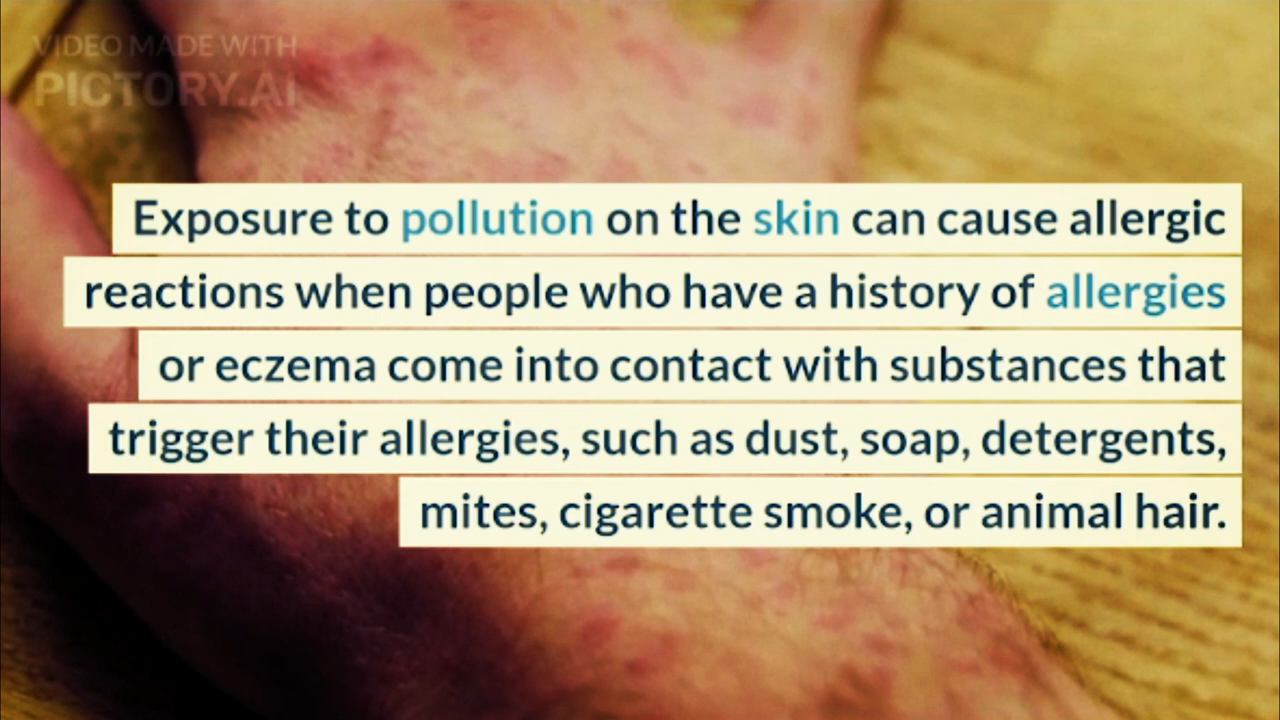 VIDEO MADE WITH
PICTORY.AI
Exposure to pollution on the skin can cause allergic
reactions when people who have a history of allergies
or eczema come into contact with substances that
trigger their allergies, such as dust, soap, detergents,
mites, cigarette smoke, or animal hair.